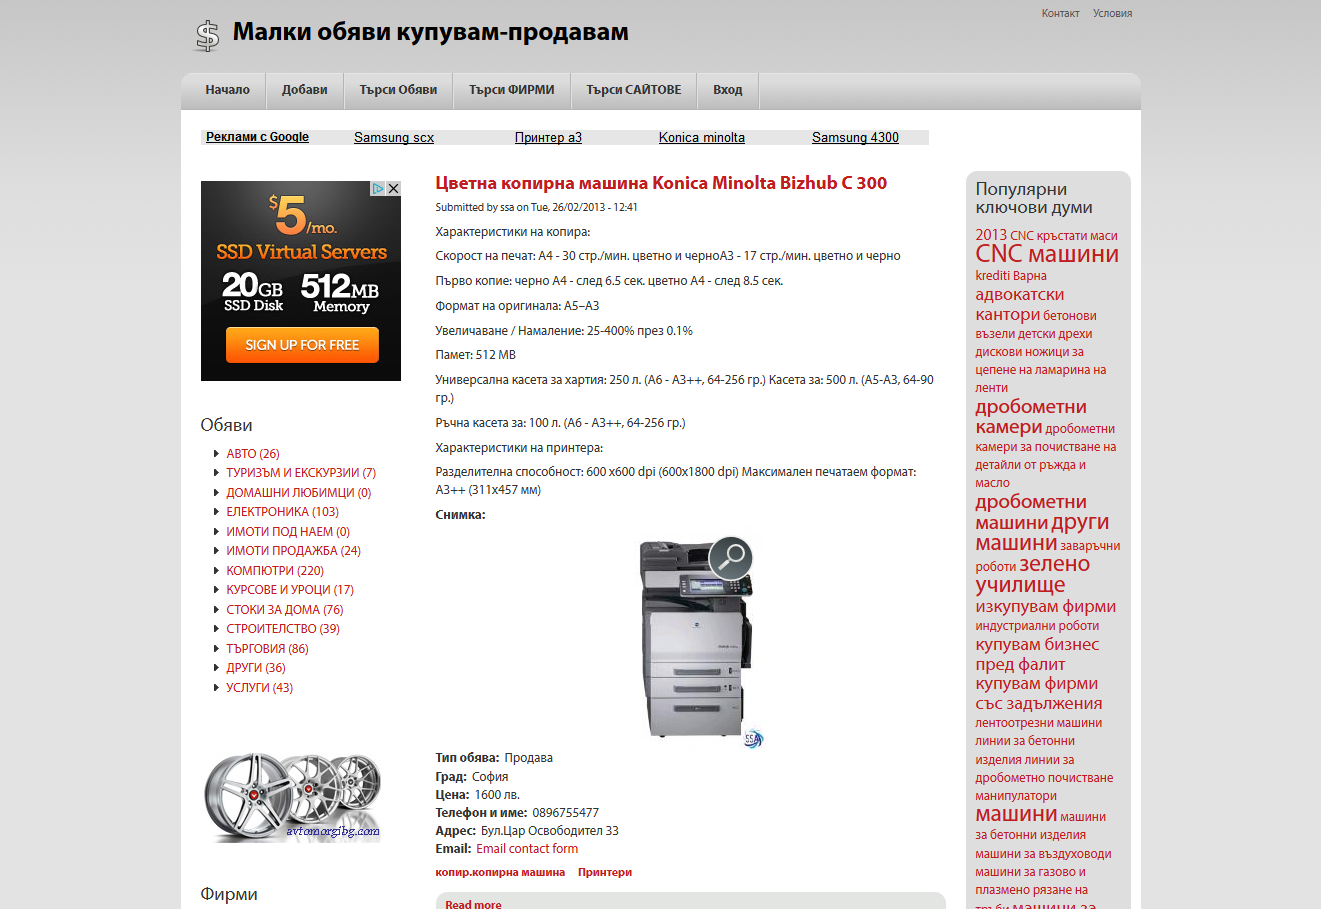 Контакт Условия
Малки обяви купувам-продавам
Начало Добави Търси Обяви Търси ФИРМИ Търси САЙТОВЕ Вход
Реклами с Google Samsung scx Принтер a3 Konica minolta Samsung 4300
$5/mo.
SSD Virtual Servers
20GB 512MB
SSD Disk Memory
SIGN UP FOR FREE
Обяви
АВТО (26)
ТУРИЗЪМ И ЕКСКУРЗИИ (7)
ДОМАШНИ ЛЮБИМЦИ (0)
ЕЛЕКТРОНИКА (103)
ИМОТИ ПОД НАЕМ (0)
ИМОТИ ПРОДАЖБА (24)
КОМПЮТРИ (220)
КУРСОВЕ И УРОЦИ (17)
СТОКИ ЗА ДОМА (76)
СТРОИТЕЛСТВО (39)
ТЪРГОВИЯ (86)
ДРУГИ (36)
УСЛУГИ (43)
avtomorgibg.com
Фирми
Цветна копирна машина Konica Minolta Bizhub C 300
Submitted by ssa on Tue, 26/02/2013 - 12:41
Характеристики на копира:
Скорост на печат: А4 - 30 стр./мин. цветно и черноА3 - 17 стр./мин. цветно и черно
Първо копие: черно А4 - след 6.5 сек. цветно А4 - след 8.5 сек.
Формат на оригинала: А5–А3
Увеличаване / Намаление: 25-400% през 0.1%
Памет: 512 MB
Универсална касета за хартия: 250 л. (А6 - А3++, 64-256 гр.) Касета за: 500 л. (А5-А3, 64-90
гр.)
Ръчна касета за: 100 л. (А6 - А3++, 64-256 гр.)
Характеристики на принтера:
Разделителна способност: 600 x600 dpi (600x1800 dpi) Максимален печатаем формат:
А3++ (311x457 мм)
Снимка:
SSA
Тип обява: Продава
Град: София
Цена: 1600 лв.
Телефон и име: 0896755477
Адрес: Бул.Цар Освободител 33
Email: Email contact form
копир.копирна машина Принтери
Read more
Популярни
ключови думи
2013 CNC кръстати маси
CNC машини
krediti Варна
адвокатски
кантори бетонови
възели детски дрехи
дискови ножици за
цепене на ламарина на
ленти
дробометни
камери дробометни
камери за почистване на
детайли от ръжда и
масло
дробометни
машини други
машини заваръчни
роботи зелено
училище
изкупувам фирми
индустриални роботи
купувам бизнес
пред фалит
купувам фирми
със задължения
лентоотрезни машини
линии за бетонни
изделия линии за
дробометно почистване
манипулатори
машини машини
за бетонни изделия
машини за въздуховоди
машини за газово и
плазмено рязане на
тръби машини за